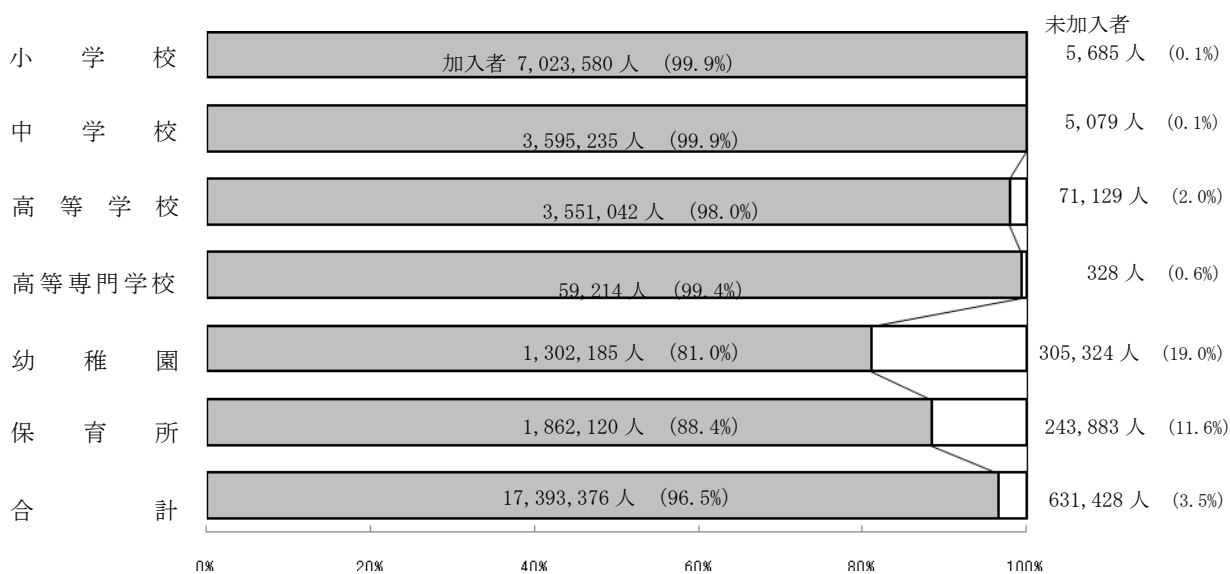 未加入者
小学校 加入者 7,023,580 人 (99.9%) 5,685 人 (0.1%)
中学校 3,595,235 人 (99.9%) 5,079 人 (0.1%)
高等学校 3,551,042 人 (98.0%) 71,129 人 (2.0%)
高等専門学校 59,214 人 (99.4%) 328 人 (0.6%)
幼稚園 1,302,185 人 (81.0%) 305,324 人 (19.0%)
保育所 1,862,120 人 (88.4%) 243,883 人 (11.6%)
合計 17,393,376 人 (96.5%) 631,428 人 (3.5%)
0% 20% 40% 60% 80% 100%